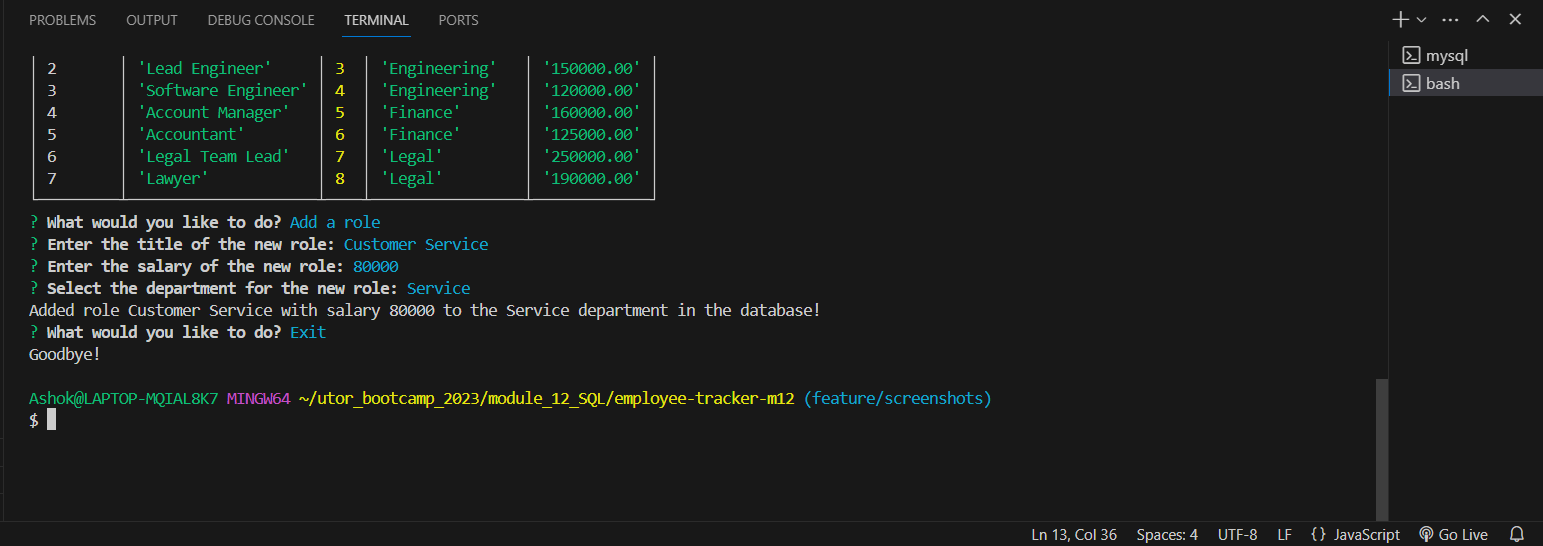 PROBLEMS OUTPUT DEBUG CONSOLE TERMINAL PORTS
mysql
bash
2 'Lead Engineer' 3 'Engineering' '150000.00'
3 'Software Engineer' 4 'Engineering' '120000.00'
4 'Account Manager' 5 'Finance' '160000.00'
5 'Accountant' 6 'Finance' '125000.00'
6 'Legal Team Lead' 7 'Legal' '250000.00'
7 'Lawyer' 8 'Legal' '190000.00'
? What would you like to do? Add a role
? Enter the title of the new role: Customer Service
? Enter the salary of the new role: 80000
? Select the department for the new role: Service
Added role Customer Service with salary 80000 to the Service department in the database!
? What would you like to do? Exit
Goodbye!
Ashok@LAPTOP-MQIAL8K7 MINGW64 ~/utor_bootcamp_2023/module_12_SQL/employee-tracker-m12 (feature/screenshots)
$
Ln 13, Col 36 Spaces: 4 UTF-8 LF {} JavaScript Go Live